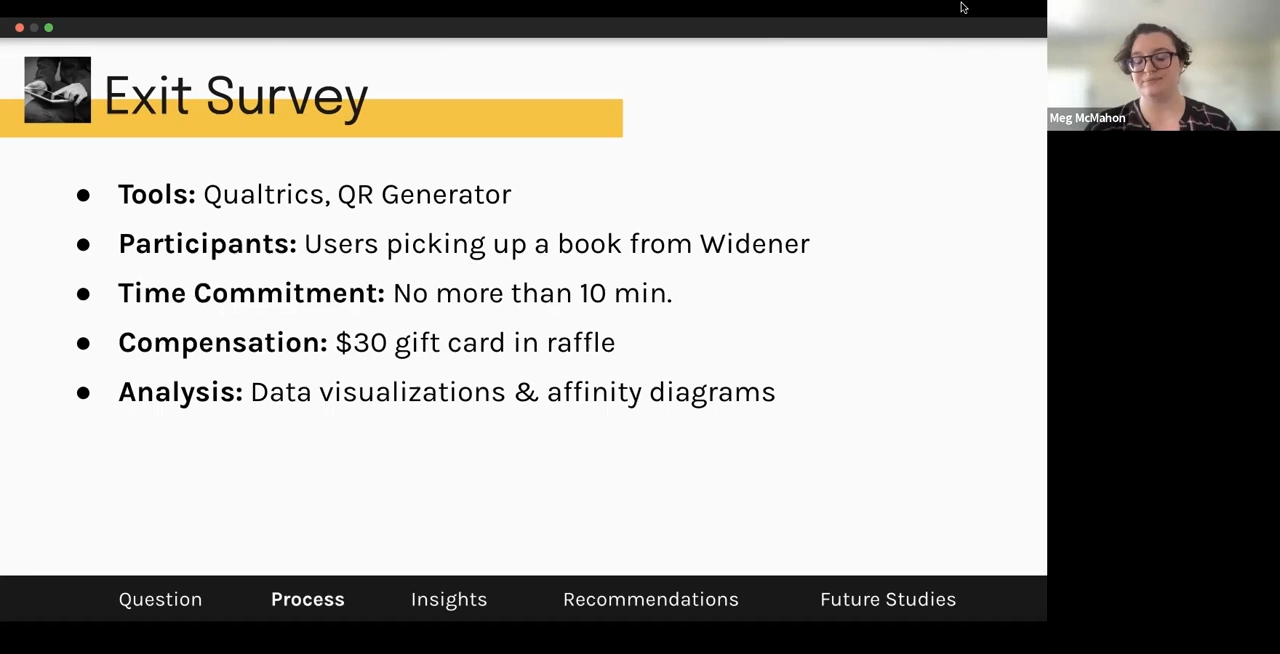 Exit Survey
Meg McMahon
● Tools: Qualtrics, QR Generator
● Participants: Users picking up a book from Widener
● Time Commitment: No more than 10 min.
● Compensation: $30 gift card in raffle
● Analysis: Data visualizations & affinity diagrams
Question Process Insights Recommendations Future Studies